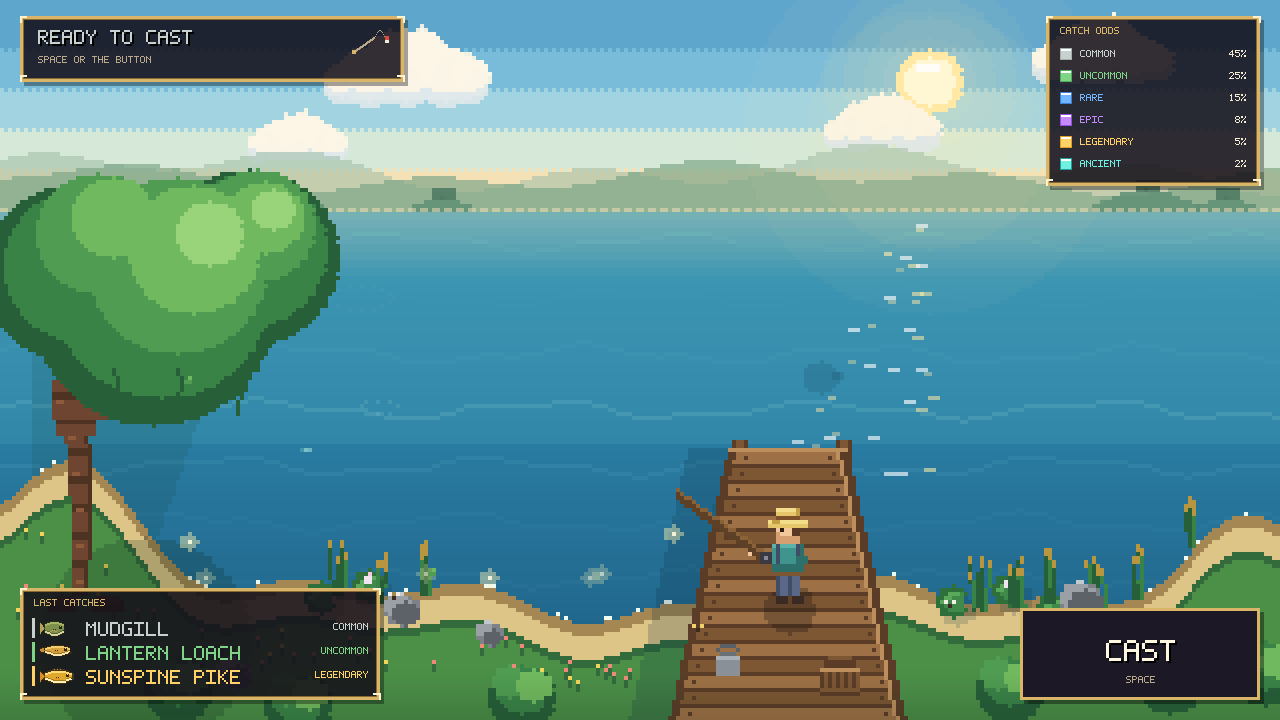 READY TO CAST
SPACE OR THE BUTTON
CATCH ODDS
COMMON 45%
UNCOMMON 25%
RARE 15%
EPIC 8%
LEGENDARY 5%
ANCIENT 2%
LAST CATCHES
MUDGILL COMMON
LANTERN LOACH UNCOMMON
SUNSPINE PIKE LEGENDARY
CAST
SPACE